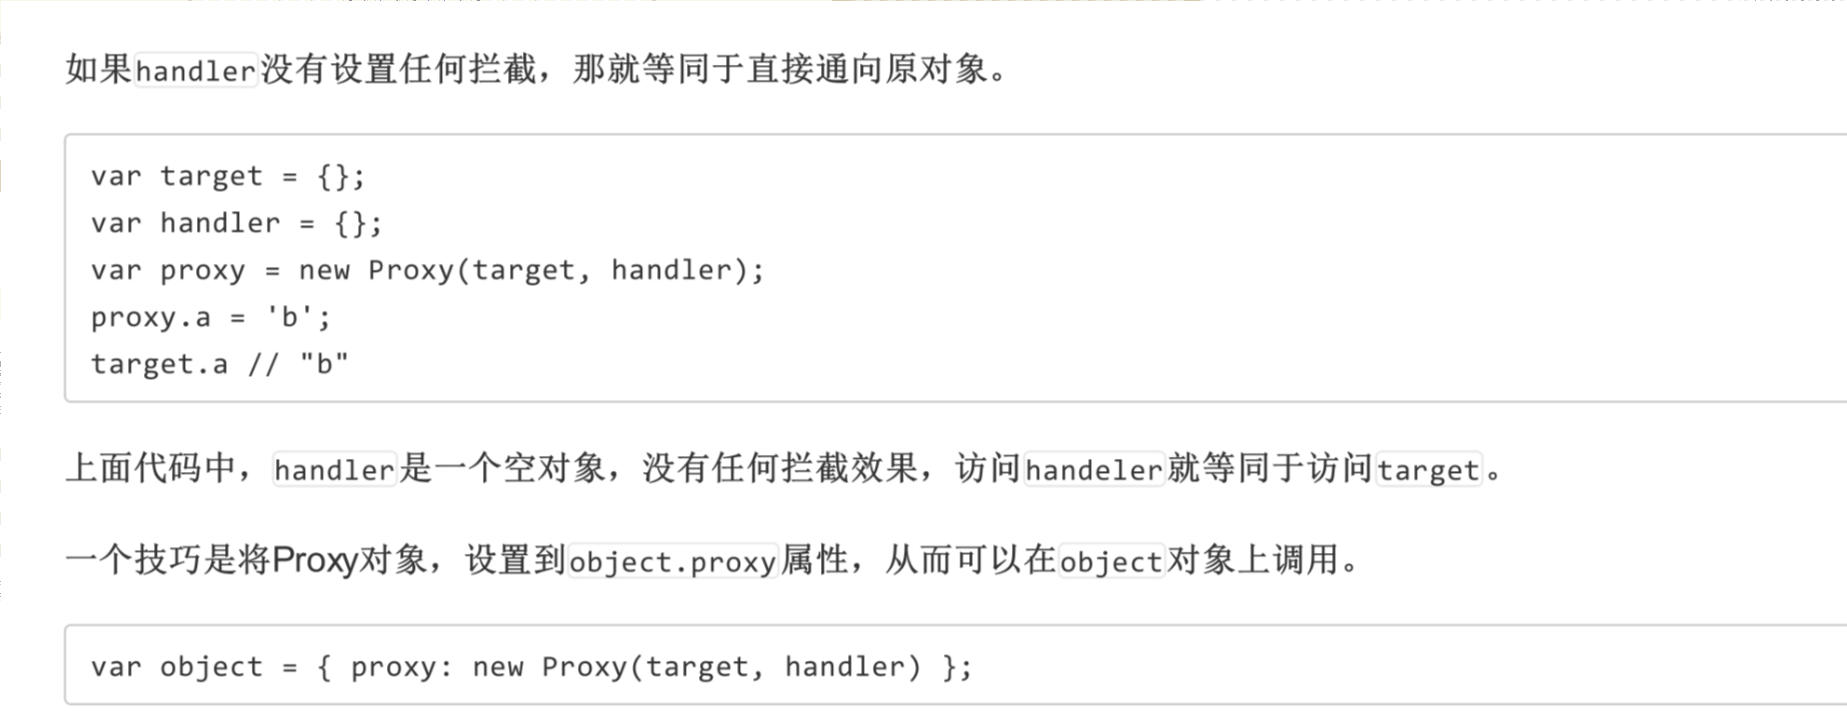 如果handler没有设置任何拦截，那就等同于直接通向原对象。
var target = {};
var handler = {};
var proxy = new Proxy(target, handler);
proxy.a = 'b';
target.a // "b"
上面代码中，handler是一个空对象，没有任何拦截效果，访问handeler就等同于访问target。
一个技巧是将Proxy对象，设置到object.proxy属性，从而可以在object对象上调用。
var object = { proxy: new Proxy(target, handler) };